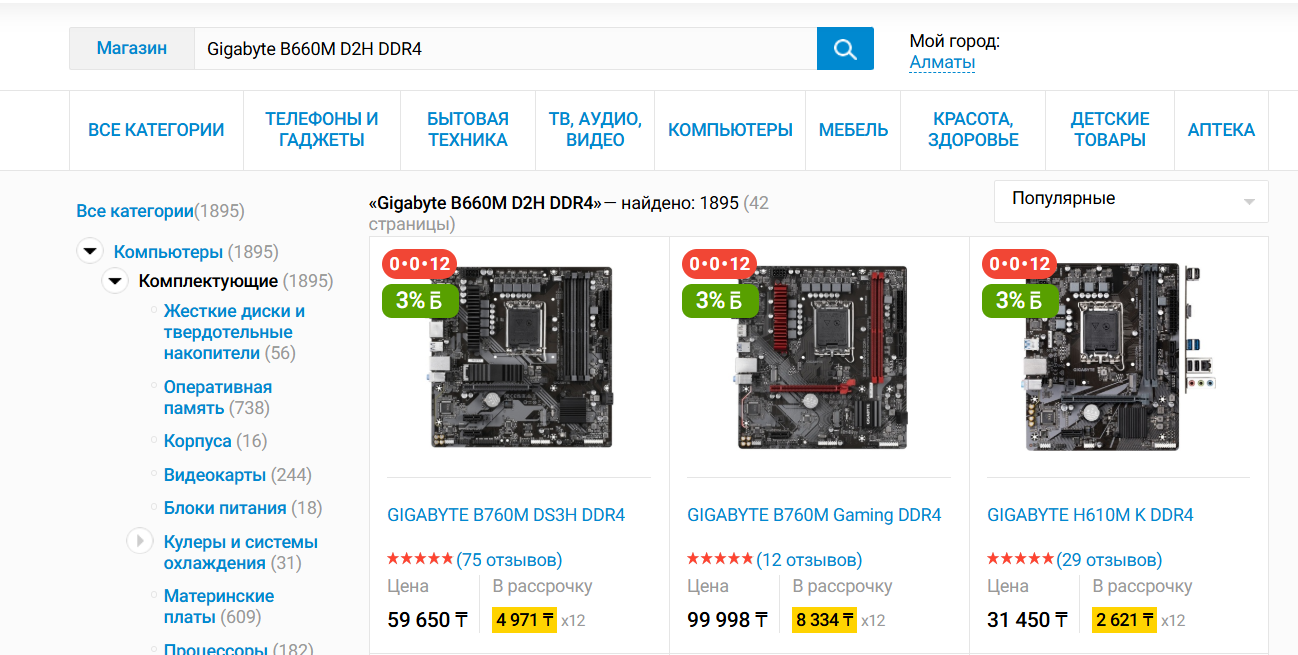 Магазин
Gigabyte B660M D2H DDR4
Мой город:
Алматы
ВСЕ КАТЕГОРИИ
ТЕЛЕФОНЫ И
ГАДЖЕТЫ
БЫТОВАЯ
ТЕХНИКА
ТВ, АУДИО,
ВИДЕО
КОМПЬЮТЕРЫ
МЕБЕЛЬ
КРАСОТА,
ЗДОРОВЬЕ
ДЕТСКИЕ
ТОВАРЫ
АПТЕКА
Все категории(1895)
Компьютеры (1895)
Комплектующие (1895)
Жесткие диски и
твердотельные
накопители (56)
Оперативная
память (738)
Корпуса (16)
Видеокарты (244)
Блоки питания (18)
Кулеры и системы
охлаждения (31)
Материнские
платы (609)
Процессоры (182)
«Gigabyte B660M D2H DDR4»— найдено: 1895 (42
страницы)
Популярные
0·0·12
3% Б
GIGABYTE B760M DS3H DDR4
(75 отзывов)
Цена
В рассрочку
59 650 ₸
4 971 ₸ x12
0·0·12
3% Б
GIGABYTE B760M Gaming DDR4
(12 отзывов)
Цена
В рассрочку
99 998 ₸
8 334 ₸ x12
0·0·12
3% Б
GIGABYTE H610M K DDR4
(29 отзывов)
Цена
В рассрочку
31 450 ₸
2 621 ₸ x12